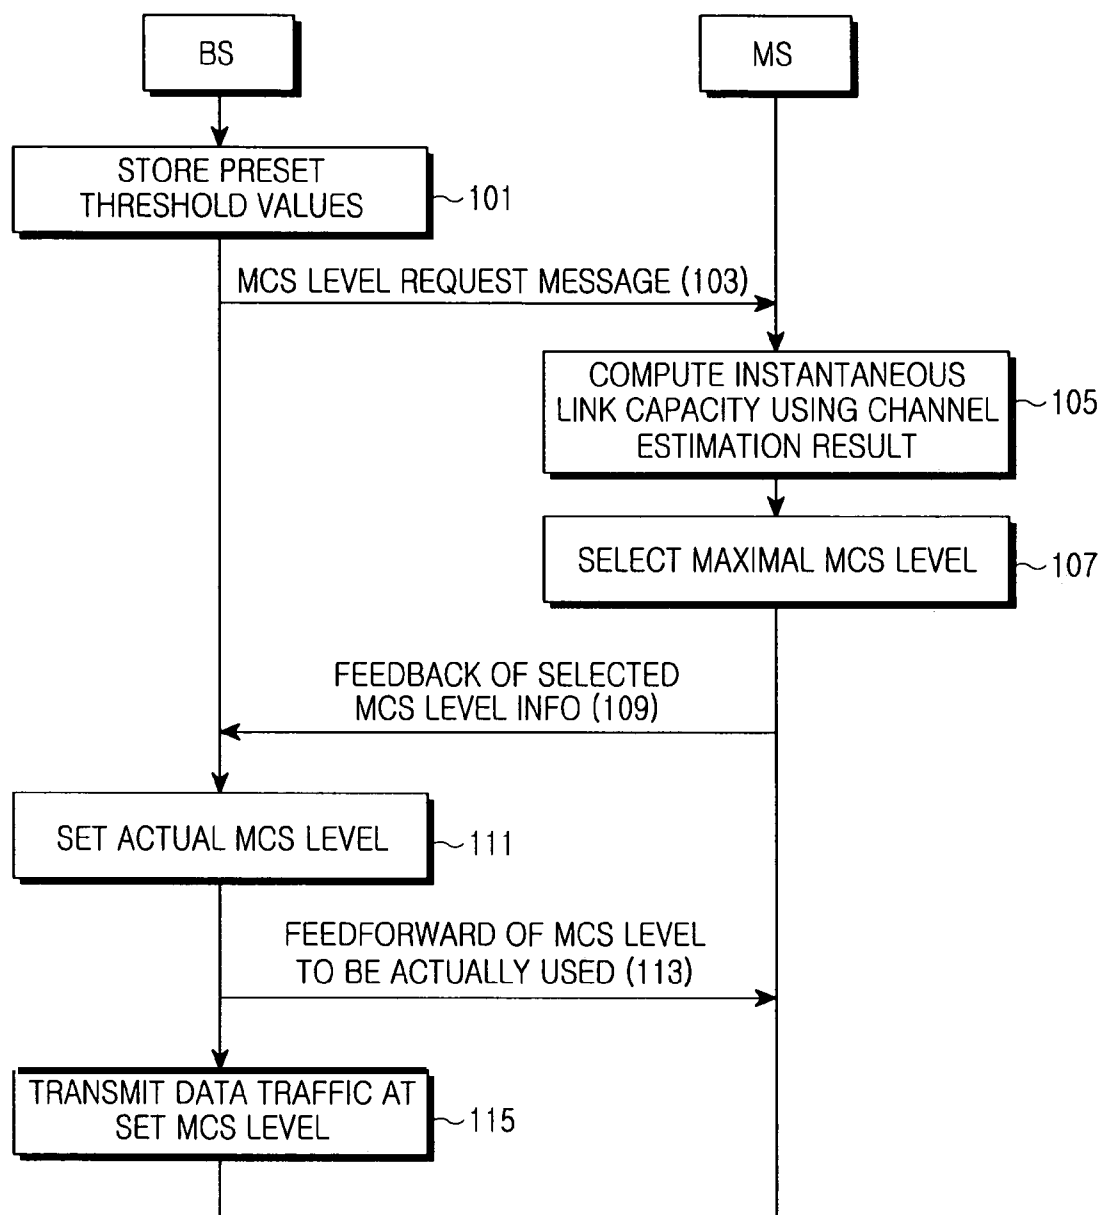 BS
MS
STORE PRESET
THRESHOLD VALUES
101
MCS LEVEL REQUEST MESSAGE (103)
COMPUTE INSTANTANEOUS
LINK CAPACITY USING CHANNEL
ESTIMATION RESULT
105
SELECT MAXIMAL MCS LEVEL
107
FEEDBACK OF SELECTED
MCS LEVEL INFO (109)
SET ACTUAL MCS LEVEL
111
FEEDFORWARD OF MCS LEVEL
TO BE ACTUALLY USED (113)
TRANSMIT DATA TRAFFIC AT
SET MCS LEVEL
115